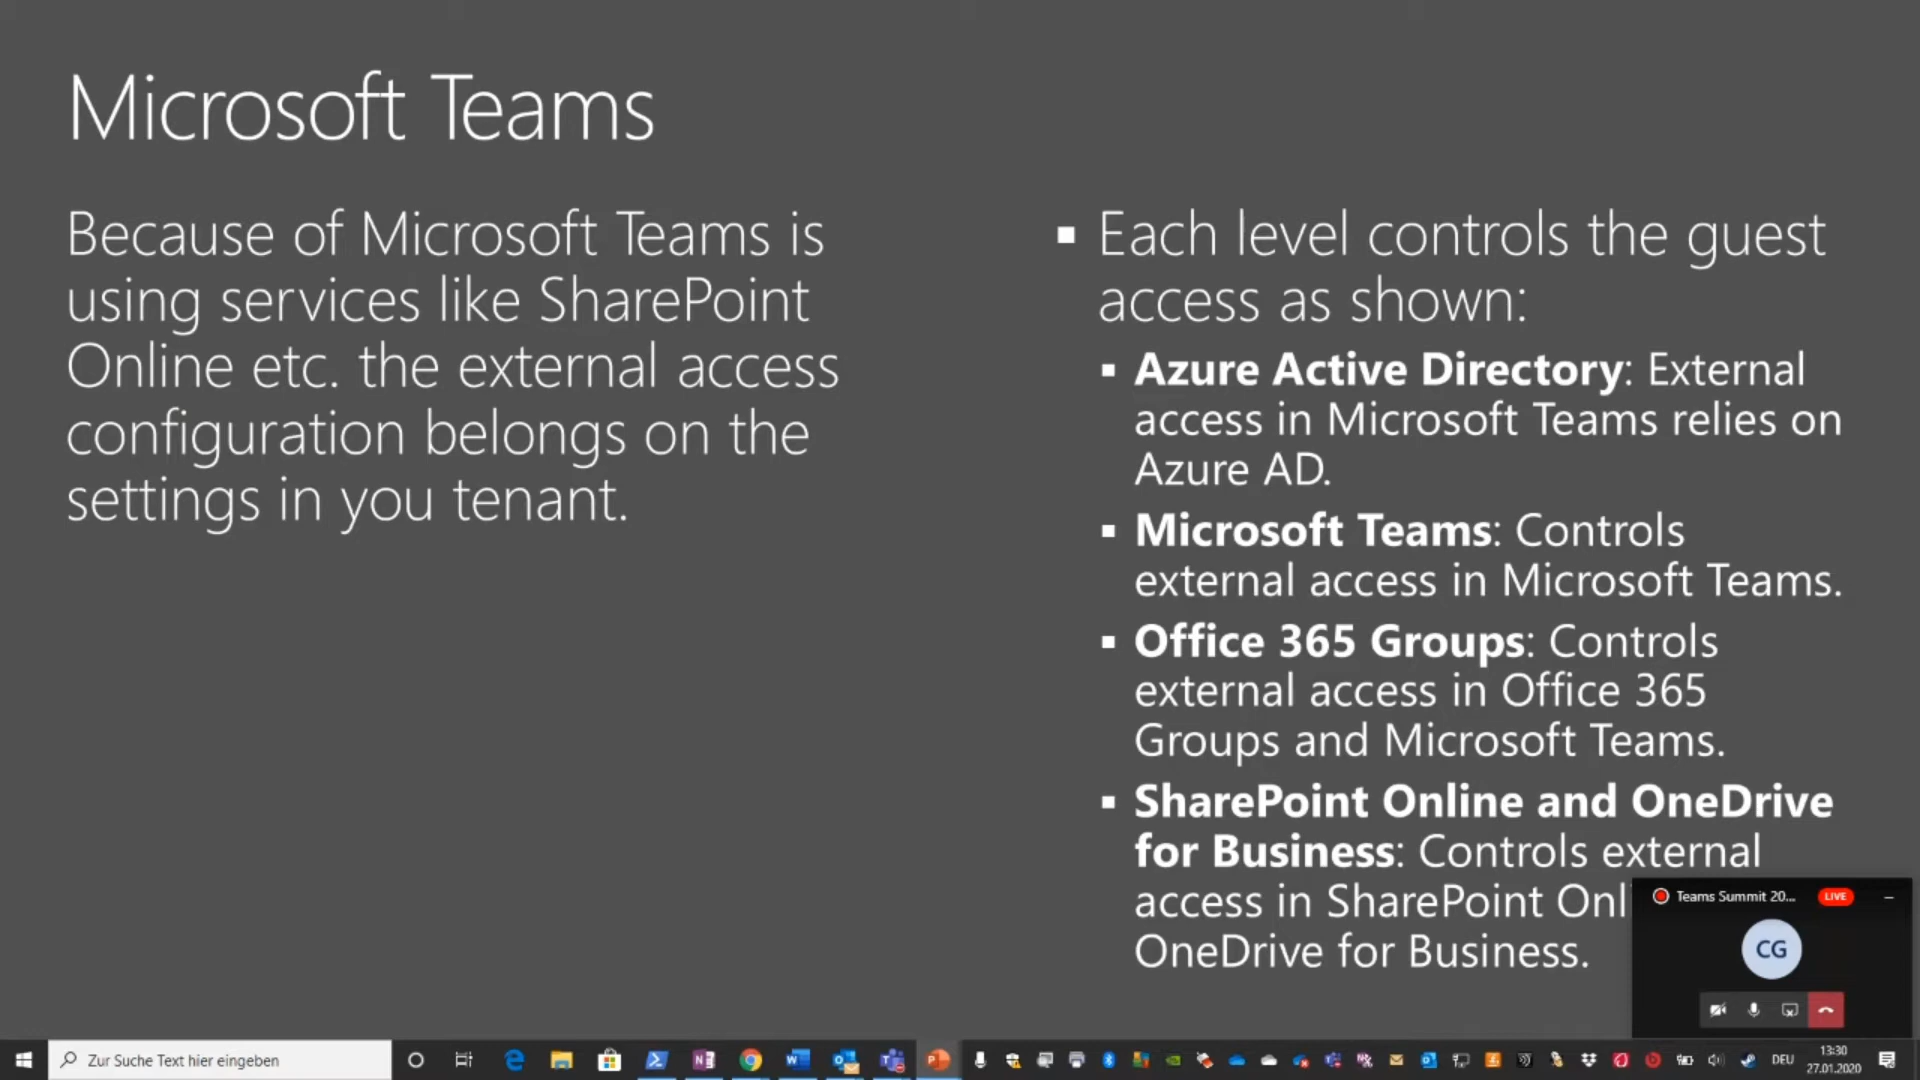 Microsoft Teams
Because of Microsoft Teams is
using services like SharePoint
Online etc. the external access
configuration belongs on the
settings in you tenant.
▪ Each level controls the guest
access as shown:
▪ Azure Active Directory: External
access in Microsoft Teams relies on
Azure AD.
▪ Microsoft Teams: Controls
external access in Microsoft Teams.
▪ Office 365 Groups: Controls
external access in Office 365
Groups and Microsoft Teams.
▪ SharePoint Online and OneDrive
for Business: Controls external
access in SharePoint Onl
OneDrive for Business.
Teams Summit 20... LIVE
CG
Zur Suche Text hier eingeben
DEU
13:30
27.01.2020